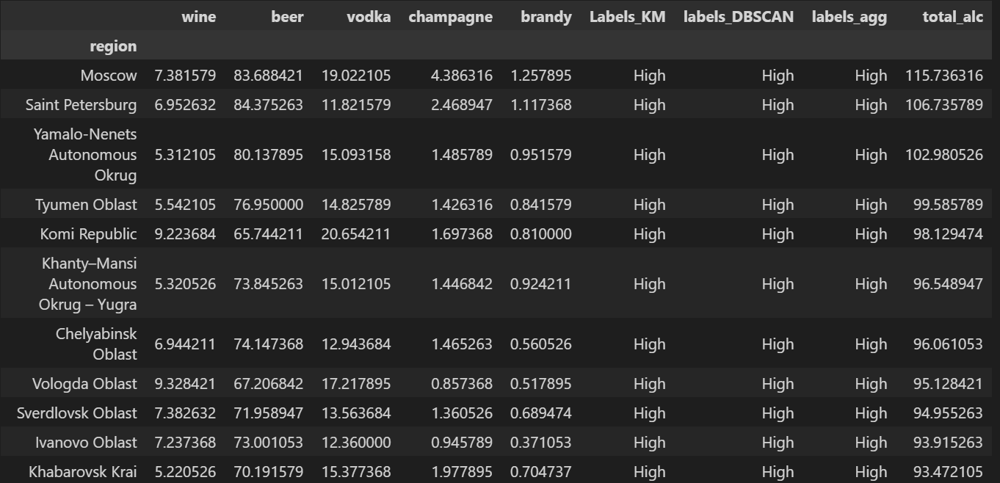 wine beer vodka champagne brandy Labels_KM labels_DBSCAN labels_agg total_alc
region
Moscow 7.381579 83.688421 19.022105 4.386316 1.257895 High High High 115.736316
Saint Petersburg 6.952632 84.375263 11.821579 2.468947 1.117368 High High High 106.735789
Yamalo-Nenets
Autonomous
Okrug
5.312105 80.137895 15.093158 1.485789 0.951579 High High High 102.980526
Tyumen Oblast 5.542105 76.950000 14.825789 1.426316 0.841579 High High High 99.585789
Komi Republic 9.223684 65.744211 20.654211 1.697368 0.810000 High High High 98.129474
Khanty–Mansi
Autonomous
Okrug – Yugra
5.320526 73.845263 15.012105 1.446842 0.924211 High High High 96.548947
Chelyabinsk
Oblast
6.944211 74.147368 12.943684 1.465263 0.560526 High High High 96.061053
Vologda Oblast 9.328421 67.206842 17.217895 0.857368 0.517895 High High High 95.128421
Sverdlovsk Oblast 7.382632 71.958947 13.563684 1.360526 0.689474 High High High 94.955263
Ivanovo Oblast 7.237368 73.001053 12.360000 0.945789 0.371053 High High High 93.915263
Khabarovsk Krai 5.220526 70.191579 15.377368 1.977895 0.704737 High High High 93.472105